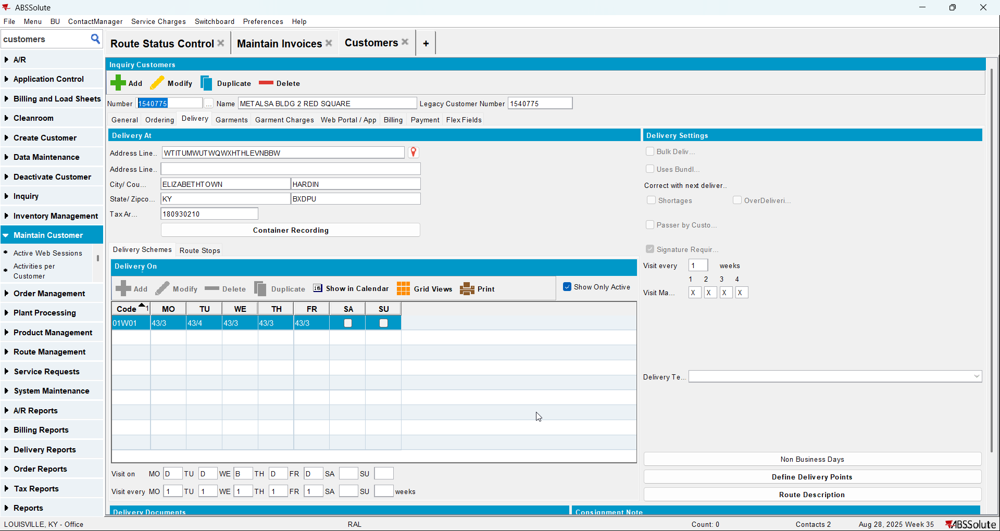 ABSSolute
File Menu BU ContactManager Service Charges Switchboard Preferences Help
customers
Route Status Control Maintain Invoices Customers +
A/R
Application Control
Billing and Load Sheets
Cleanroom
Create Customer
Data Maintenance
Deactivate Customer
Inquiry
Inventory Management
Maintain Customer
Active Web Sessions
Activities per
Customer
Order Management
Plant Processing
Product Management
Route Management
Service Requests
System Maintenance
A/R Reports
Billing Reports
Delivery Reports
Order Reports
Tax Reports
Reports
Inquiry Customers
Add Modify Duplicate Delete
Number 1540775 ... Name METALSA BLDG 2 RED SQUARE Legacy Customer Number 1540775
General Ordering Delivery Garments Garment Charges Web Portal / App Billing Payment Flex Fields
Delivery At
Address Line.. WTITUMWUTWQWXHTHLEVNBBW
Address Line..
City/ Cou... ELIZABETHTOWN HARDIN
State/ Zipco... KY BXDPU
Tax Ar... 180930210
Container Recording
Delivery Schemes Route Stops
Delivery On
Add Modify Delete Duplicate Show in Calendar Grid Views Print Show Only Active
Code 1 MO TU WE TH FR SA SU
01W01 43/3 43/4 43/3 43/3 43/3
Visit on MO D TU D WE B TH D FR D SA SU
Visit every MO 1 TU 1 WE 1 TH 1 FR 1 SA SU weeks
Delivery Documents
Consignment Note
Delivery Settings
Bulk Deliv...
Uses Bundl...
Correct with next deliver..
Shortages OverDeliveri...
Passer by Custo...
Signature Requir...
Visit every 1 weeks
1 2 3 4
Visit Ma... X X X X
Delivery Te...
Non Business Days
Define Delivery Points
Route Description
LOUISVILLE, KY - Office RAL Count: 0 Contacts 2 Aug 28, 2025 Week 35 ABSSolute